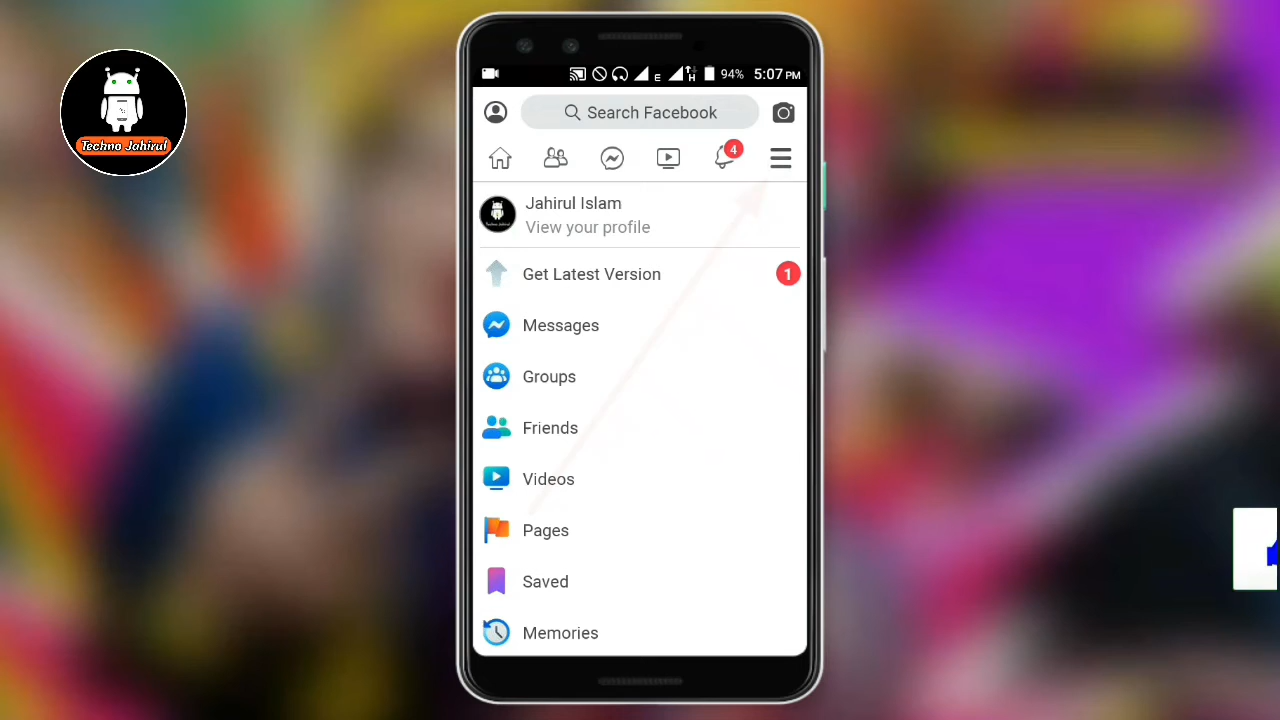 Techno Jahirul
E
H
94%
5:07 PM
Search Facebook
4
Jahirul Islam
View your profile
Get Latest Version
1
Messages
Groups
Friends
Videos
Pages
Saved
Memories